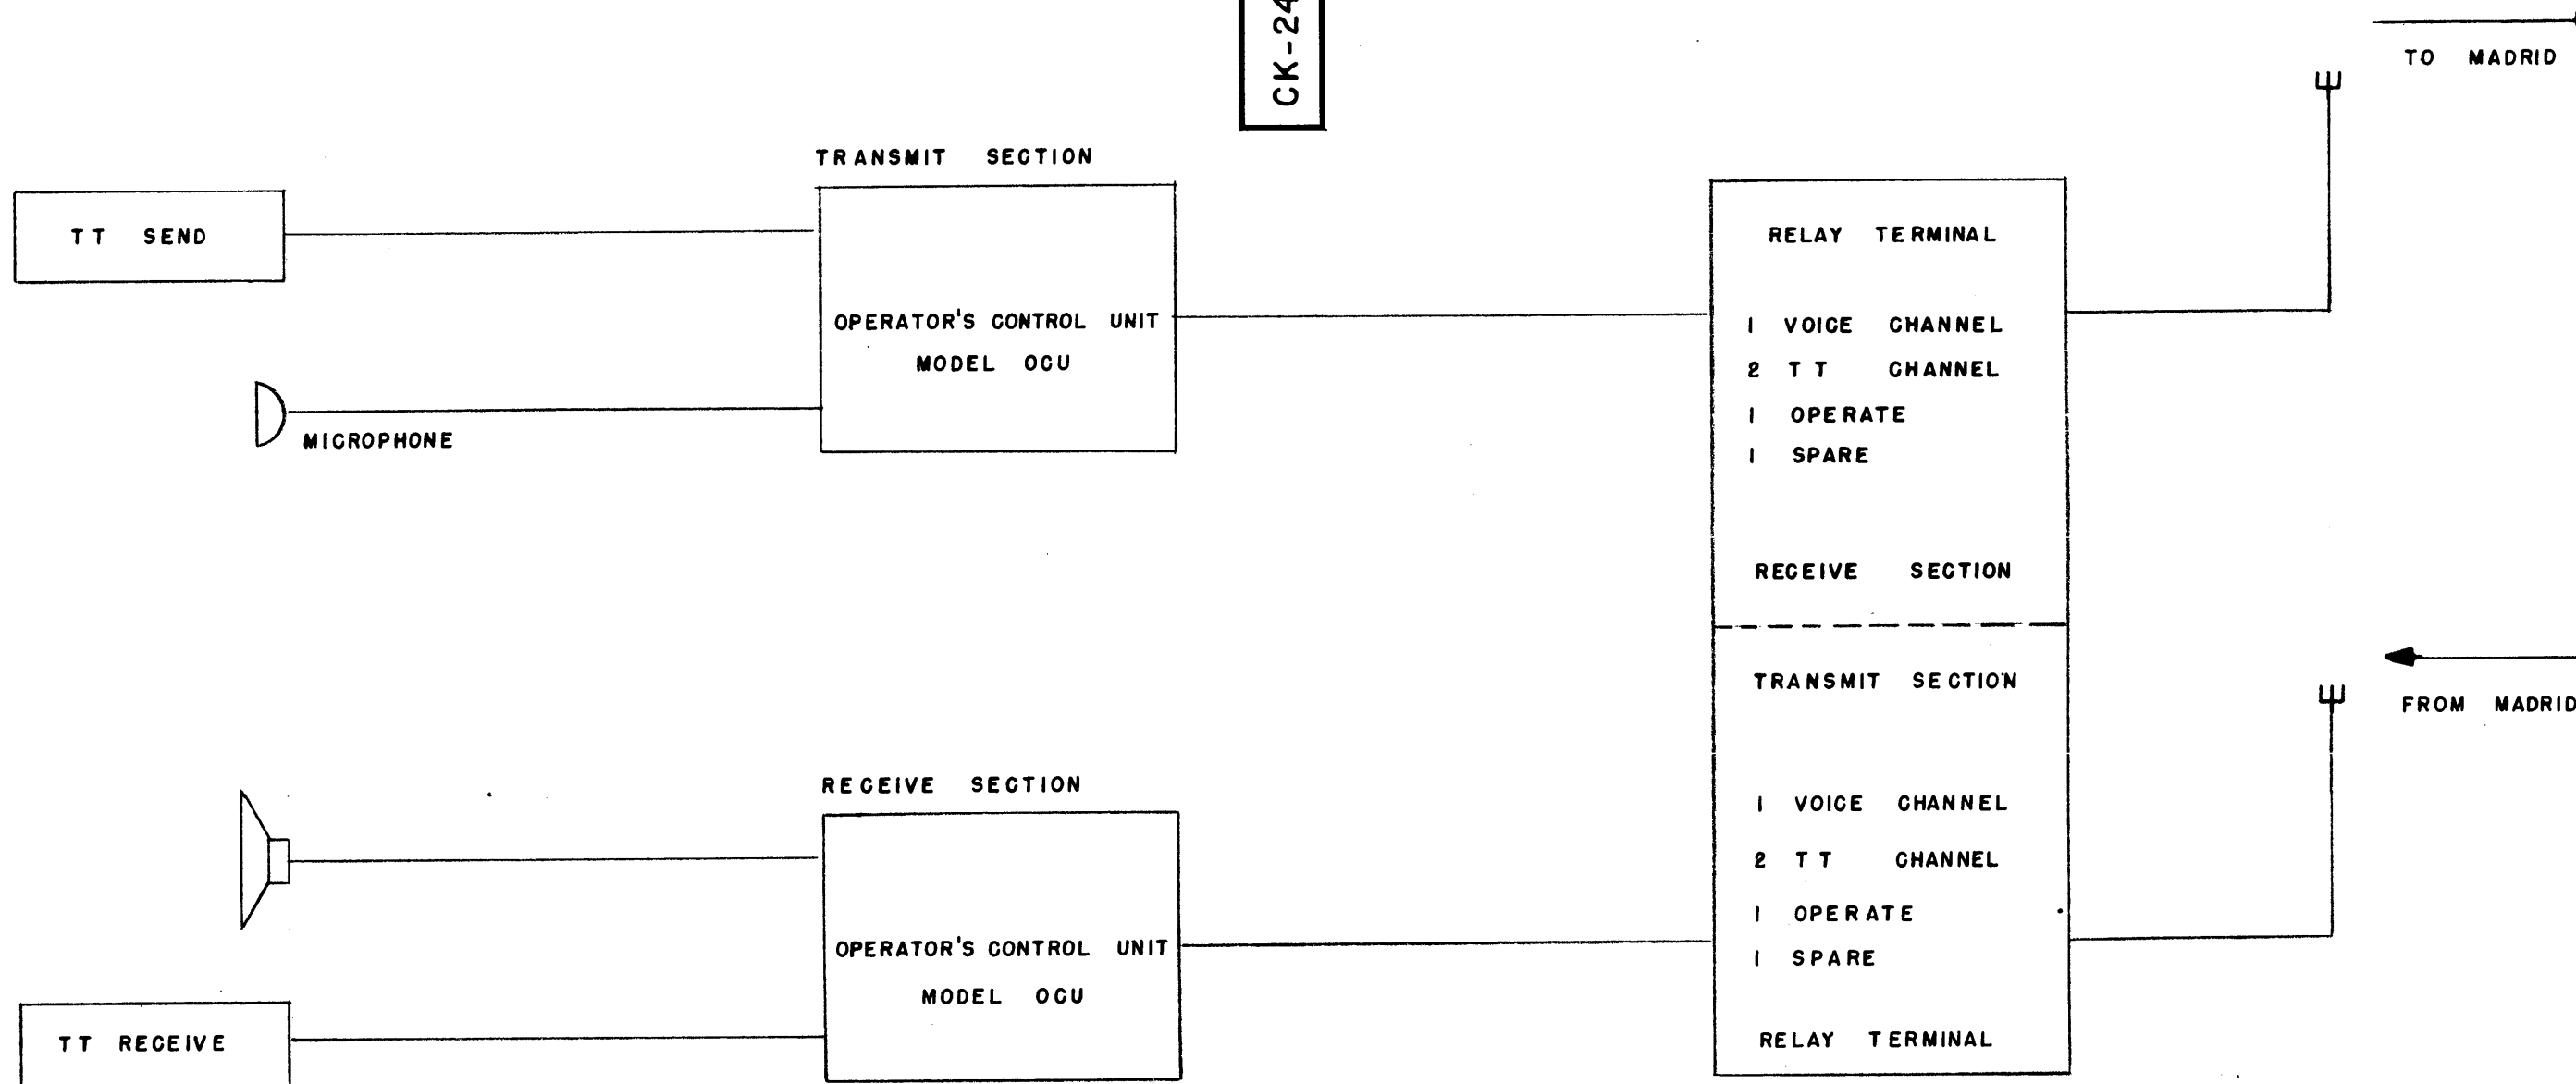 CK-24
TO MADRID
TRANSMIT SECTION
TT SEND
OPERATOR'S CONTROL UNIT
MODEL OCU
MICROPHONE
RELAY TERMINAL
1 VOICE CHANNEL
2 TT CHANNEL
1 OPERATE
1 SPARE
RECEIVE SECTION
TRANSMIT SECTION
1 VOICE CHANNEL
2 TT CHANNEL
1 OPERATE
1 SPARE
RELAY TERMINAL
FROM MADRID
RECEIVE SECTION
OPERATOR'S CONTROL UNIT
MODEL OCU
TT RECEIVE